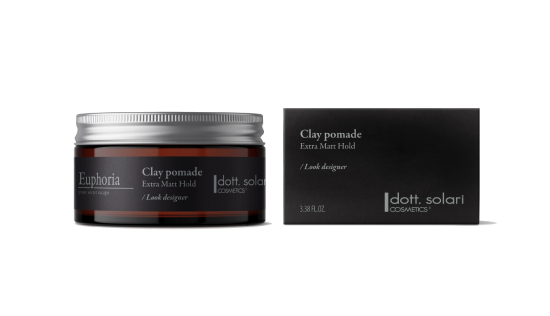 Euphoria
Clay pomade
Extra Matt Hold
/Look designer
dott. solari
COSMETICS®
Clay pomade
Extra Matt Hold
/Look designer
3.38 FL.OZ.
dott. solari
COSMETICS®